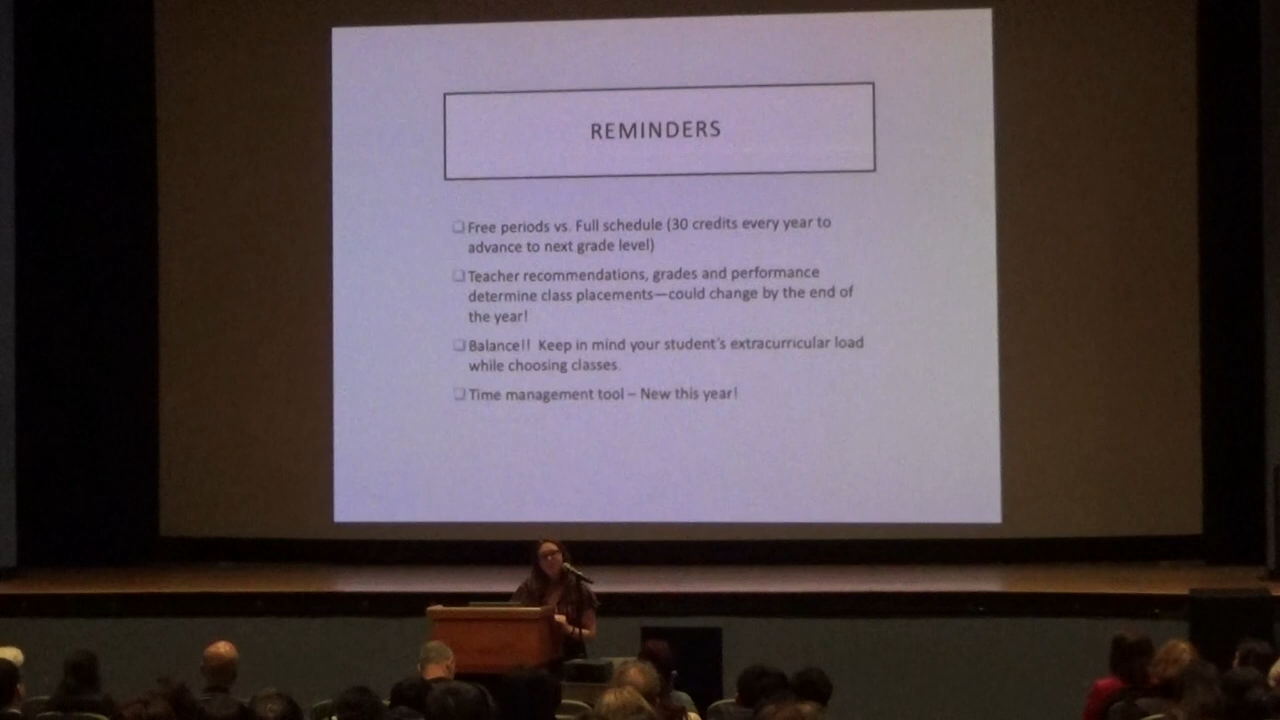 REMINDERS
Free periods vs. Full schedule (30 credits every year to
advance to next grade level)
Teacher recommendations, grades and performance
determine class placements—could change by the end of
the year!
Balance!! Keep in mind your student's extracurricular load
while choosing classes.
Time management tool – New this year!